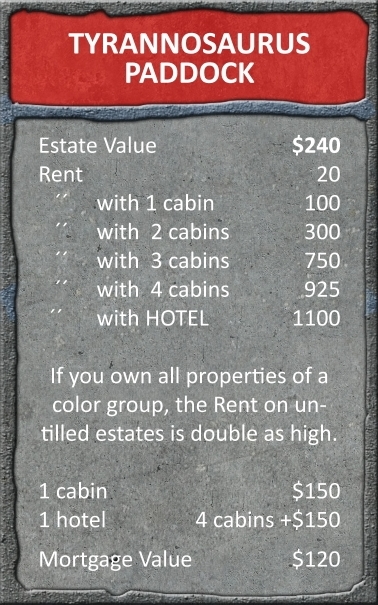 TYRANNOSAURUS
PADDOCK
Estate Value $240
Rent 20
´´ with 1 cabin 100
´´ with 2 cabins 300
´´ with 3 cabins 750
´´ with 4 cabins 925
´´ with HOTEL 1100
If you own all properties of a
color group, the Rent on un-
tilled estates is double as high.
1 cabin $150
1 hotel 4 cabins +$150
Mortgage Value $120